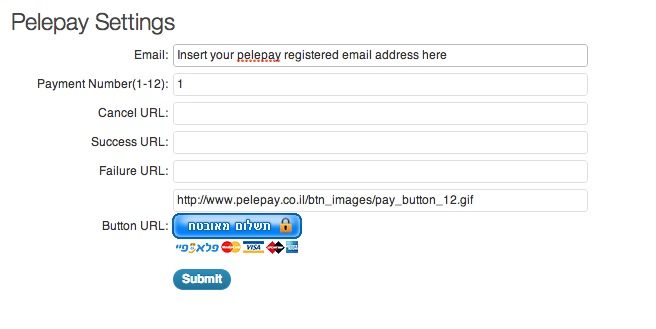 Pelepay Settings
Email: Insert your pelepay registered email address here
Payment Number(1-12): 1
Cancel URL:
Success URL:
Failure URL:
http://www.pelepay.co.il/btn_images/pay_button_12.gif
Button URL: תשלום מאובטח
פלאפיי MasterCard VISA
Submit